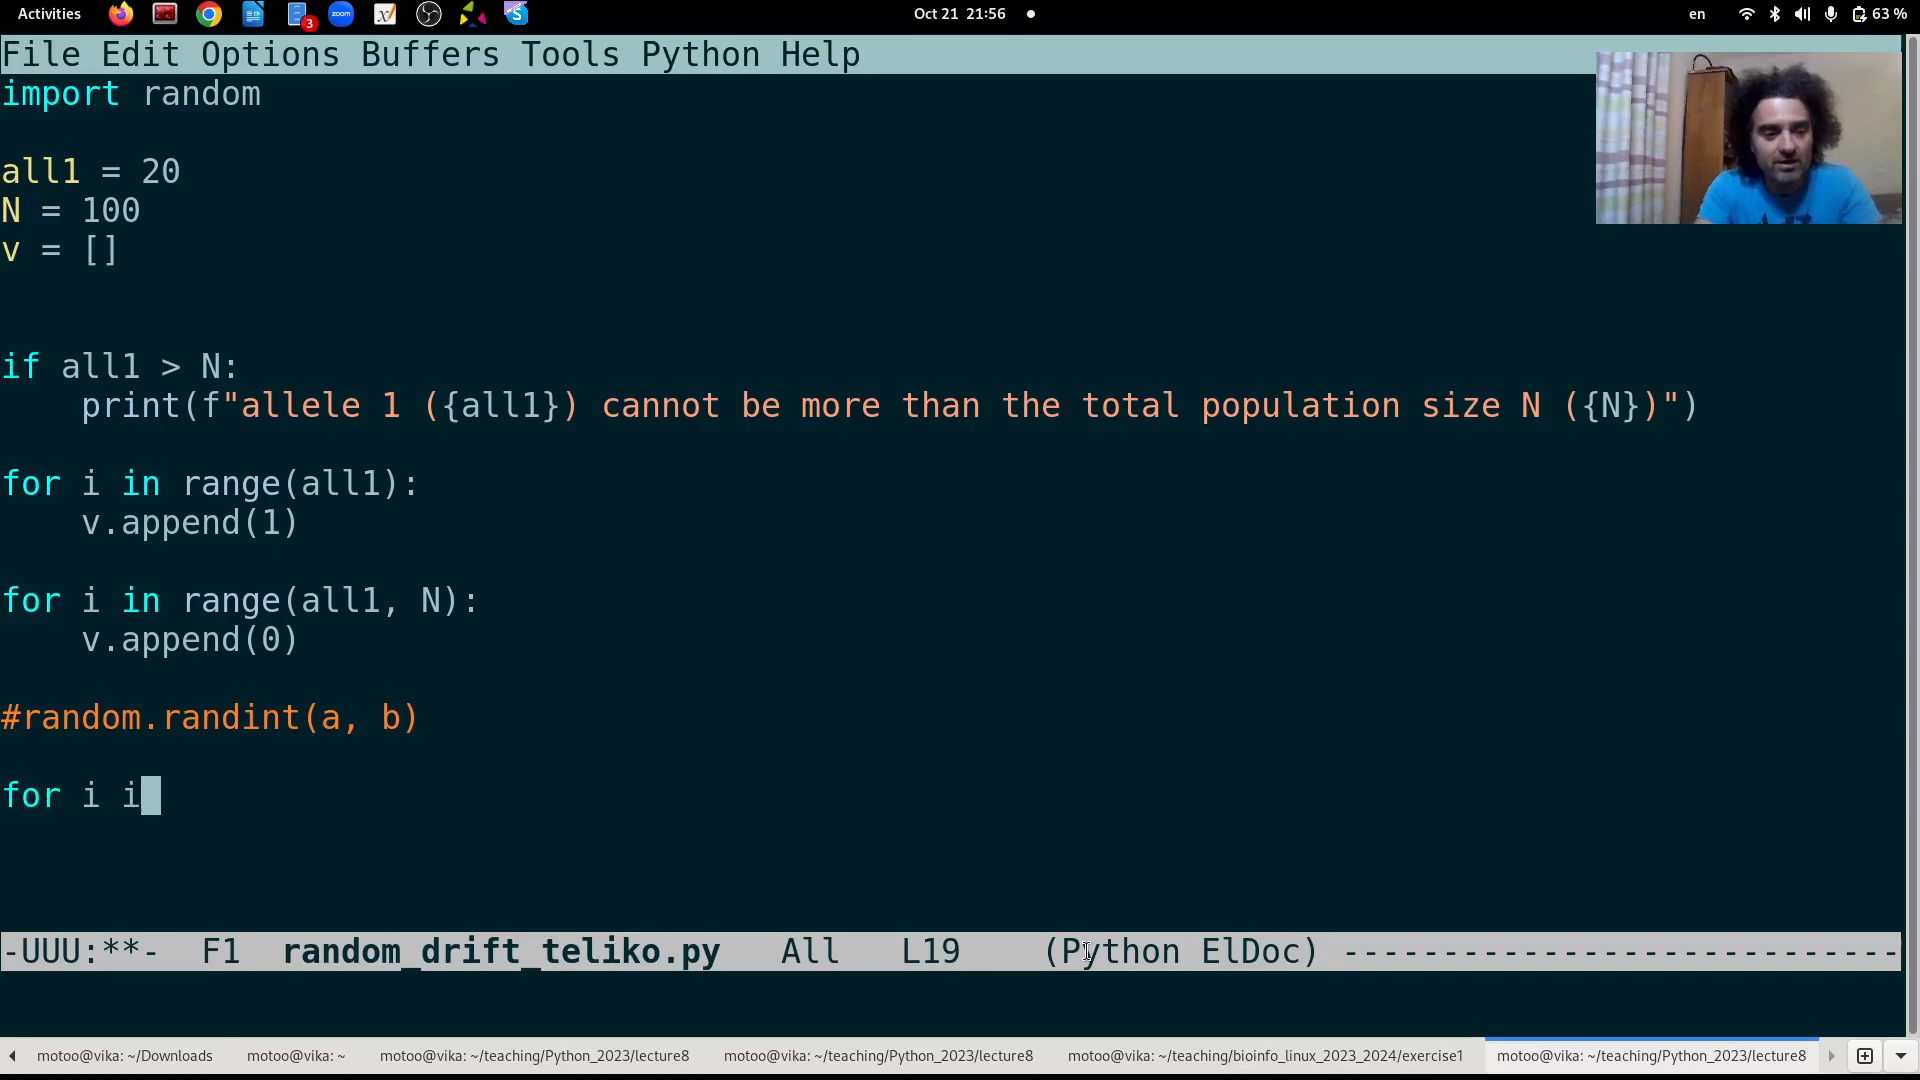 Activities
3
zoom
Oct 21 21:56
en
63 %
File Edit Options Buffers Tools Python Help
import random
all1 = 20
N = 100
v = []
if all1 > N:
    print(f"allele 1 ({all1}) cannot be more than the total population size N ({N})")
for i in range(all1):
    v.append(1)
for i in range(all1, N):
    v.append(0)
#random.randint(a, b)
for i i
-UUU:**-  F1  random_drift_teliko.py   All   L19    (Python ElDoc) ----------------------------
motoo@vika: ~/Downloads
motoo@vika: ~
motoo@vika: ~/teaching/Python_2023/lecture8
motoo@vika: ~/teaching/Python_2023/lecture8
motoo@vika: ~/teaching/bioinfo_linux_2023_2024/exercise1
motoo@vika: ~/teaching/Python_2023/lecture8